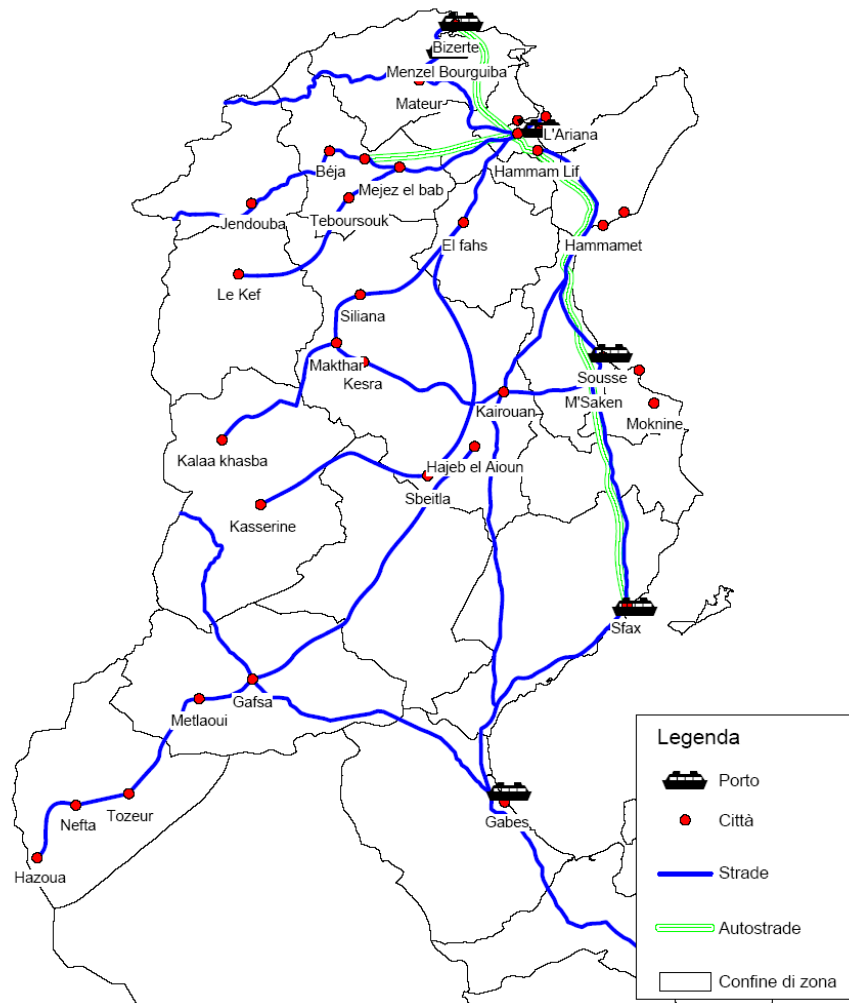 Bizerte
Menzel Bourguiba
Mateur
L'Ariana
Hammam Lif
Béja
Mejez el bab
Jendouba
Teboursouk
El fahs
Hammamet
Le Kef
Siliana
Makthar
Kesra
Sousse
Kairouan
M'Saken
Moknine
Kalaa khasba
Hajeb el Aioun
Sbeitla
Kasserine
Sfax
Gafsa
Metlaoui
Tozeur
Nefta
Gabes
Hazoua
Legenda
Porto
Città
Strade
Autostrade
Confine di zona